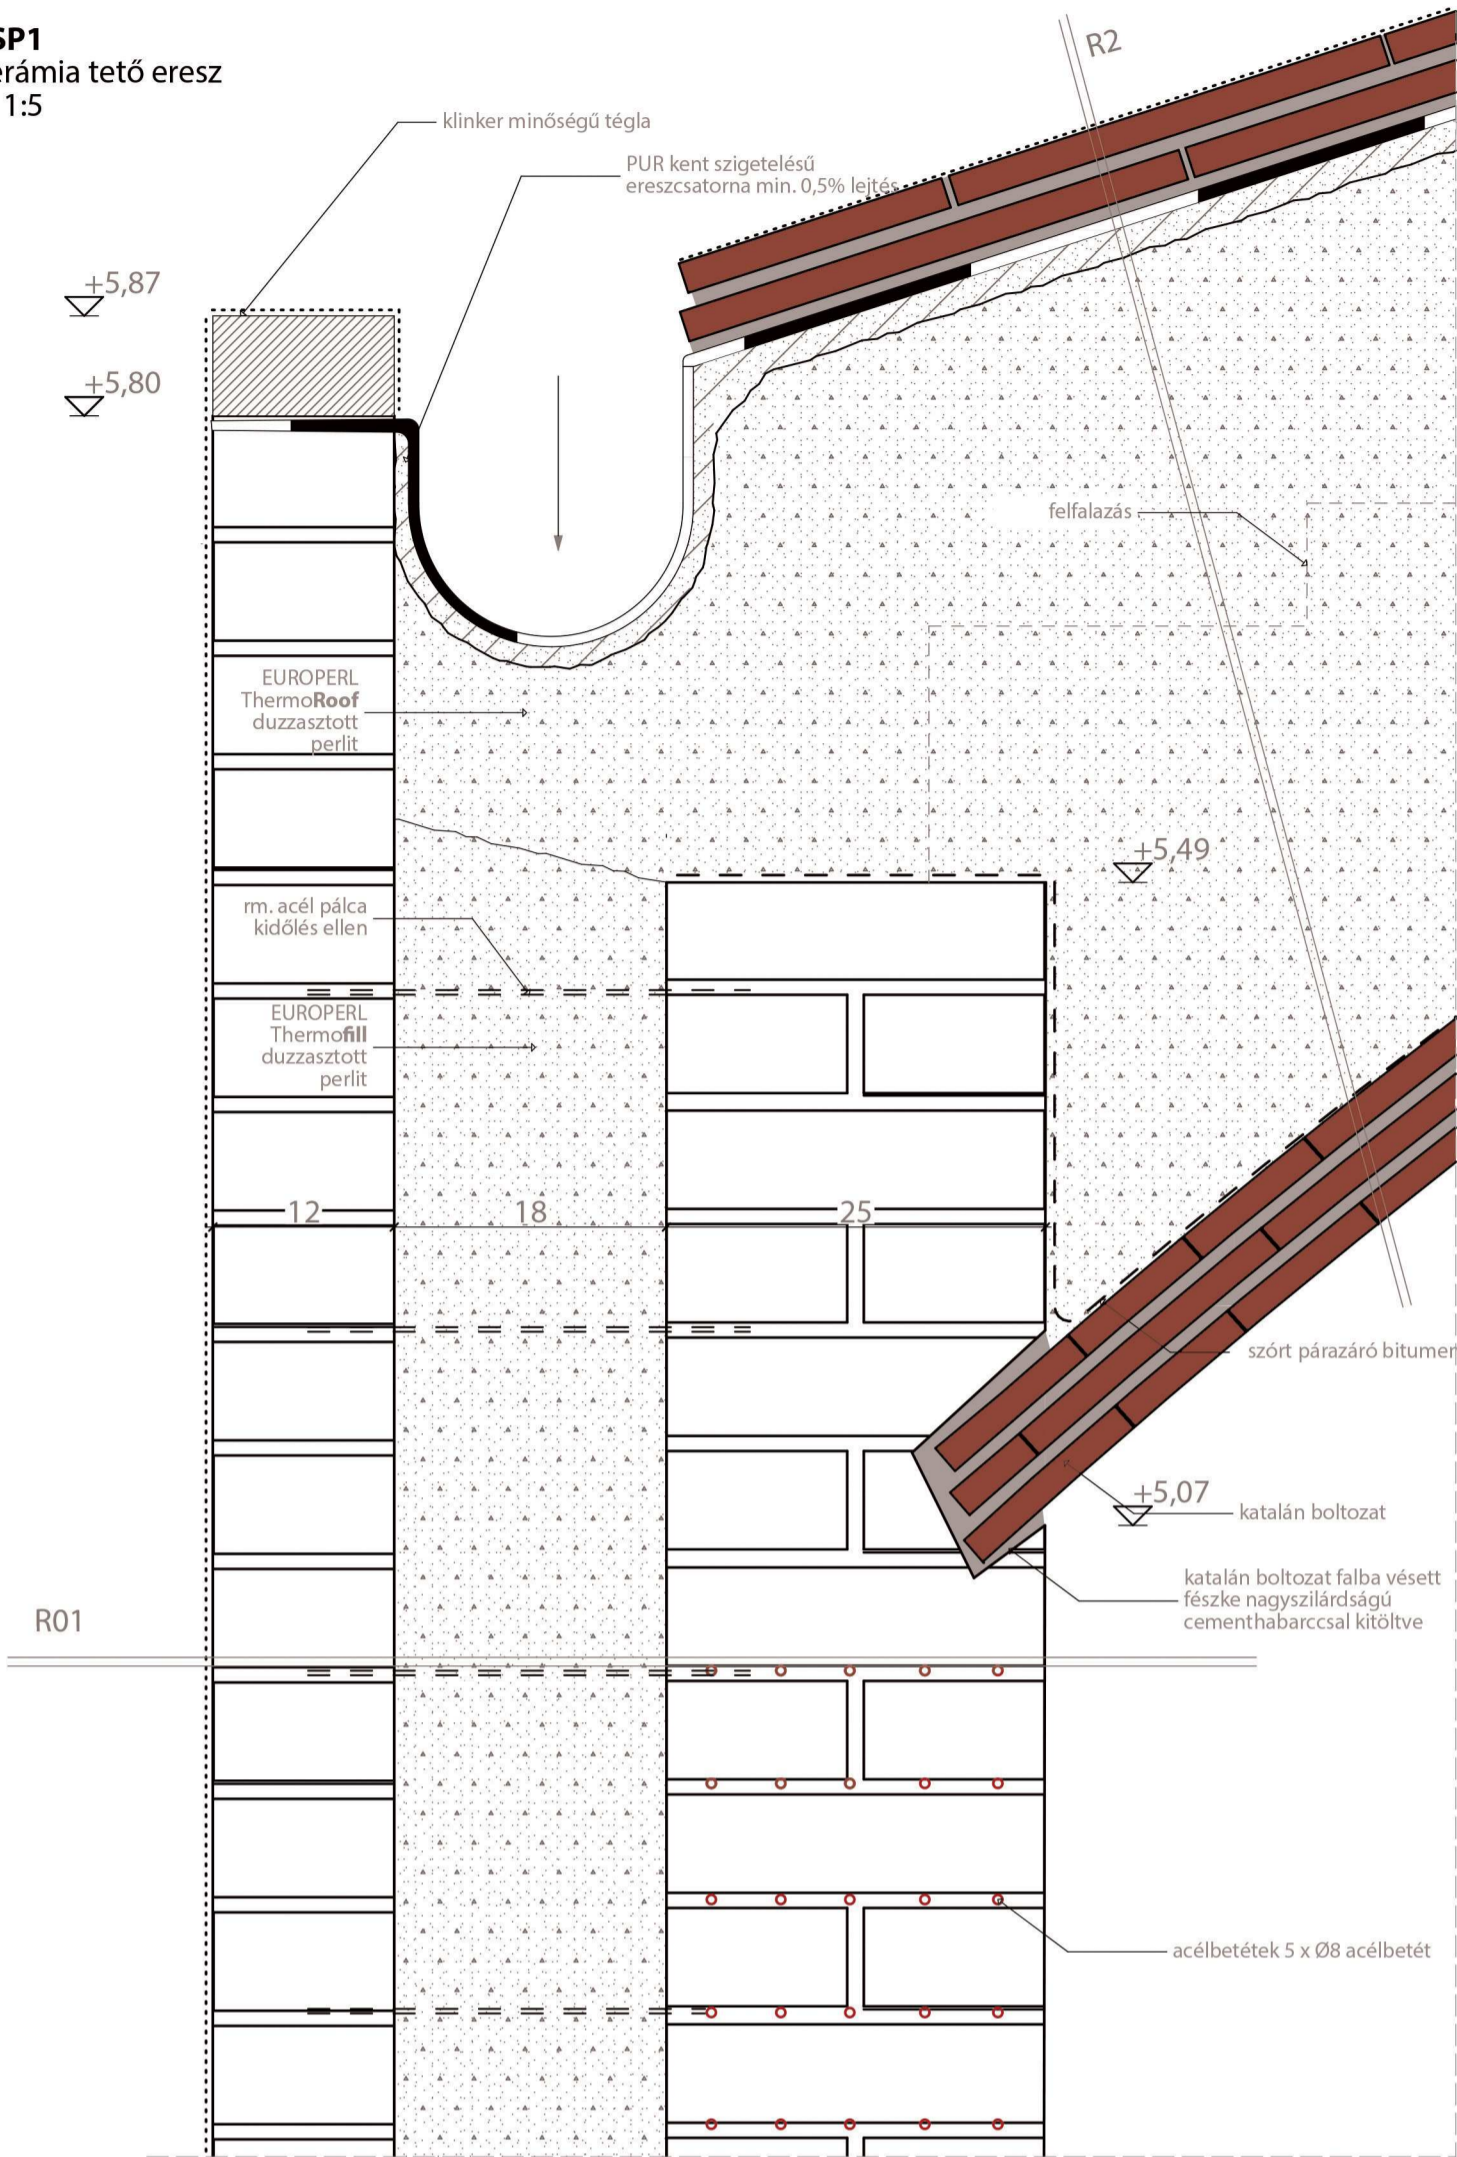 SP1
erámia tető eresz
1:5
R2
klinker minőségű tégla
PUR kent szigetelésű
ereszcsatorna min. 0,5% lejtés
+5,87
+5,80
felfalazás
EUROPERL
ThermoRoof
duzzasztott
perlit
+5,49
rm. acél pálca
kidőlés ellen
EUROPERL
Thermofill
duzzasztott
perlit
12
18
25
szórt párazáró bitumen
+5,07
katalán boltozat
katalán boltozat falba vésett
fészke nagyszilárdságú
cementhabarccsal kitöltve
R01
acélbetétek 5 x Ø8 acélbetét